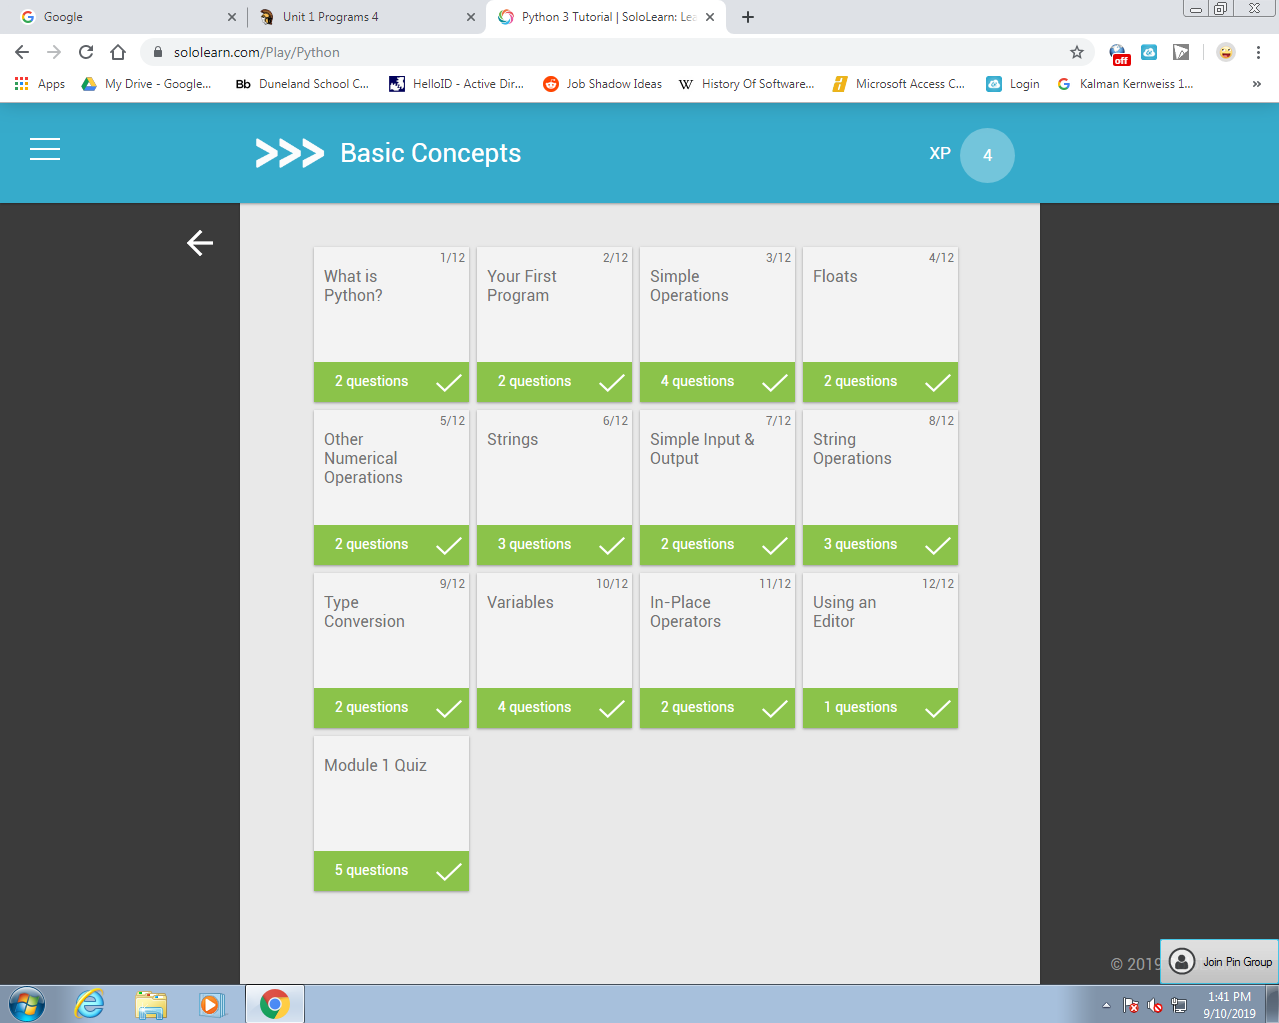 Google
Unit 1 Programs 4
Python 3 Tutorial | SoloLearn: Lea
sololearn.com/Play/Python
off
Apps
My Drive - Google...
Bb Duneland School C...
HelloID - Active Dir...
Job Shadow Ideas
W History Of Software...
Microsoft Access C...
Login
Kalman Kernweiss 1...
»
>>> Basic Concepts
XP 4
1/12
What is
Python?
2 questions
2/12
Your First
Program
2 questions
3/12
Simple
Operations
4 questions
4/12
Floats
2 questions
5/12
Other
Numerical
Operations
2 questions
6/12
Strings
3 questions
7/12
Simple Input &
Output
2 questions
8/12
String
Operations
3 questions
9/12
Type
Conversion
2 questions
10/12
Variables
4 questions
11/12
In-Place
Operators
2 questions
12/12
Using an
Editor
1 questions
Module 1 Quiz
5 questions
© 2019
Join Pin Group
1:41 PM
9/10/2019